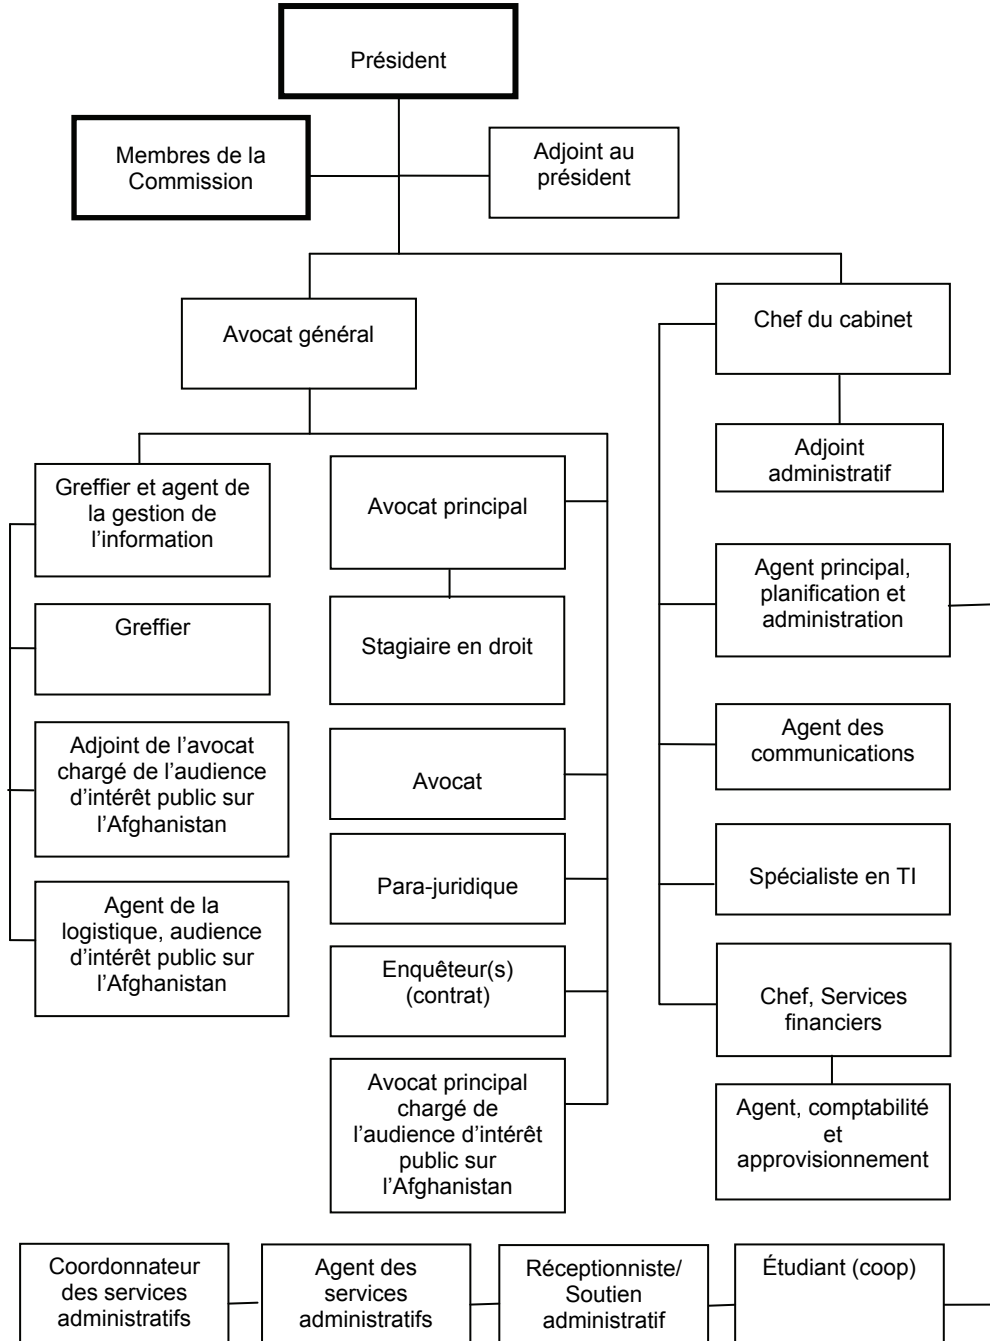 Président
Membres de la
Commission
Adjoint au
président
Avocat général
Chef du cabinet
Adjoint
administratif
Greffier et agent de
la gestion de
l’information
Avocat principal
Agent principal,
planification et
administration
Greffier
Stagiaire en droit
Adjoint de l’avocat
chargé de l’audience
d’intérêt public sur
l’Afghanistan
Avocat
Agent des
communications
Para-juridique
Spécialiste en TI
Agent de la
logistique, audience
d’intérêt public sur
l’Afghanistan
Enquêteur(s)
(contrat)
Chef, Services
financiers
Avocat principal
chargé de
l’audience d’intérêt
public sur
l’Afghanistan
Agent, comptabilité
et
approvisionnement
Coordonnateur
des services
administratifs
Agent des
services
administratifs
Réceptionniste/
Soutien
administratif
Étudiant (coop)